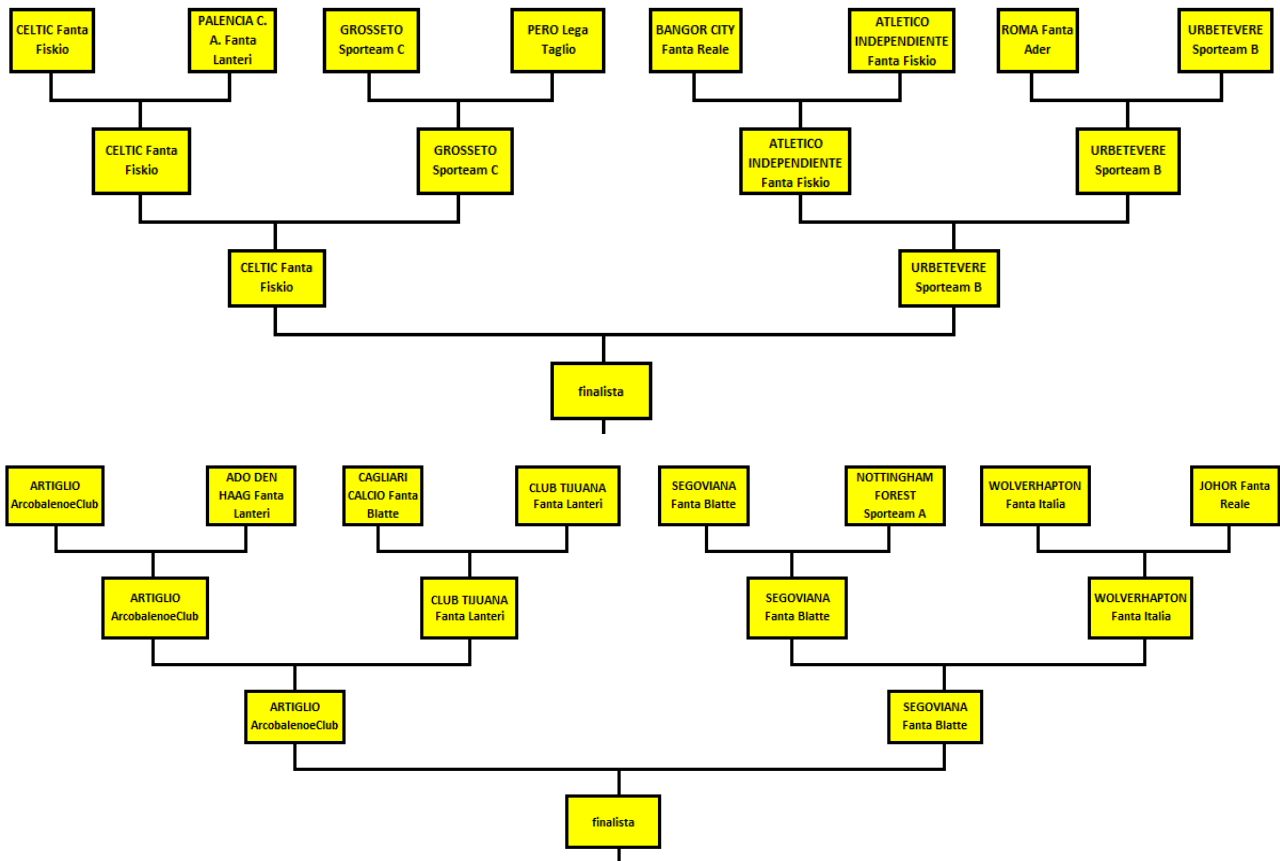 CELTIC Fanta
Fiskio
PALENCIA C.
A. Fanta
Lanteri
GROSSETO
Sporteam C
PERO Lega
Taglio
BANGOR CITY
Fanta Reale
ATLETICO
INDEPENDIENTE
Fanta Fiskio
ROMA Fanta
Ader
URBETEVERE
Sporteam B
CELTIC Fanta
Fiskio
GROSSETO
Sporteam C
ATLETICO
INDEPENDIENTE
Fanta Fiskio
URBETEVERE
Sporteam B
CELTIC Fanta
Fiskio
URBETEVERE
Sporteam B
finalista
ARTIGLIO
ArcobalenoeClub
ADO DEN
HAAG Fanta
Lanteri
CAGLIARI
CALCIO Fanta
Blatte
CLUB TIJUANA
Fanta Lanteri
SEGOVIANA
Fanta Blatte
NOTTINGHAM
FOREST
Sporteam A
WOLVERHAPTON
Fanta Italia
JOHOR Fanta
Reale
ARTIGLIO
ArcobalenoeClub
CLUB TIJUANA
Fanta Lanteri
SEGOVIANA
Fanta Blatte
WOLVERHAPTON
Fanta Italia
ARTIGLIO
ArcobalenoeClub
SEGOVIANA
Fanta Blatte
finalista